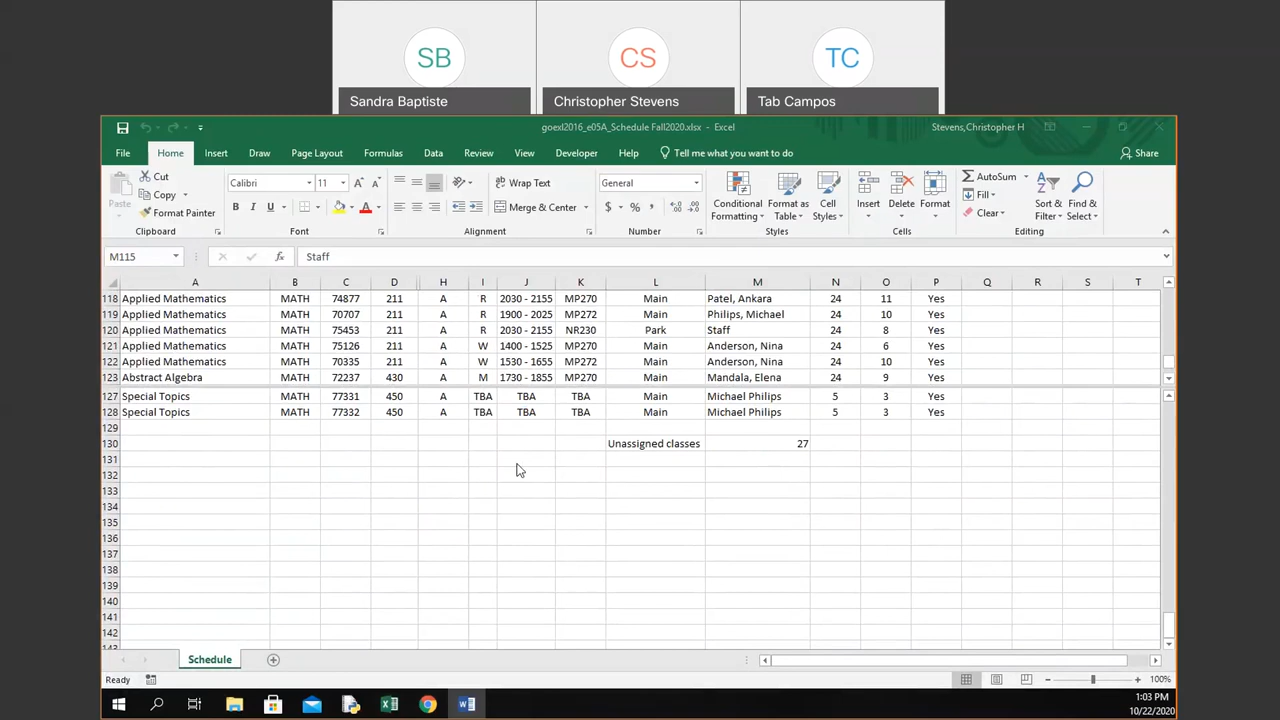 SB CS TC
Sandra Baptiste Christopher Stevens Tab Campos
goexl2016_e05A_Schedule Fall2020.xlsx - Excel Stevens,Christopher H
File Home Insert Draw Page Layout Formulas Data Review View Developer Help Tell me what you want to do Share
Paste Cut Copy Format Painter Clipboard
Calibri 11 A A B I U A Font
Wrap Text Merge & Center Alignment
General $ % , Number
Conditional Formatting Format as Table Cell Styles Styles
Insert Delete Format Cells
AutoSum Fill Clear Sort & Filter Find & Select Editing
M115 fx Staff
A B C D H I J K L M N O P Q R S T
118 Applied Mathematics MATH 74877 211 A R 2030 - 2155 MP270 Main Patel, Ankara 24 11 Yes
119 Applied Mathematics MATH 70707 211 A R 1900 - 2025 MP272 Main Philips, Michael 24 10 Yes
120 Applied Mathematics MATH 75453 211 A R 2030 - 2155 NR230 Park Staff 24 8 Yes
121 Applied Mathematics MATH 75126 211 A W 1400 - 1525 MP270 Main Anderson, Nina 24 6 Yes
122 Applied Mathematics MATH 70335 211 A W 1530 - 1655 MP272 Main Anderson, Nina 24 10 Yes
123 Abstract Algebra MATH 72237 430 A M 1730 - 1855 MP270 Main Mandala, Elena 24 9 Yes
127 Special Topics MATH 77331 450 A TBA TBA TBA Main Michael Philips 5 3 Yes
128 Special Topics MATH 77332 450 A TBA TBA TBA Main Michael Philips 5 3 Yes
129
130 Unassigned classes 27
131
132
133
134
135
136
137
138
139
140
141
142
143
Schedule
Ready 100%
1:03 PM
10/22/2020